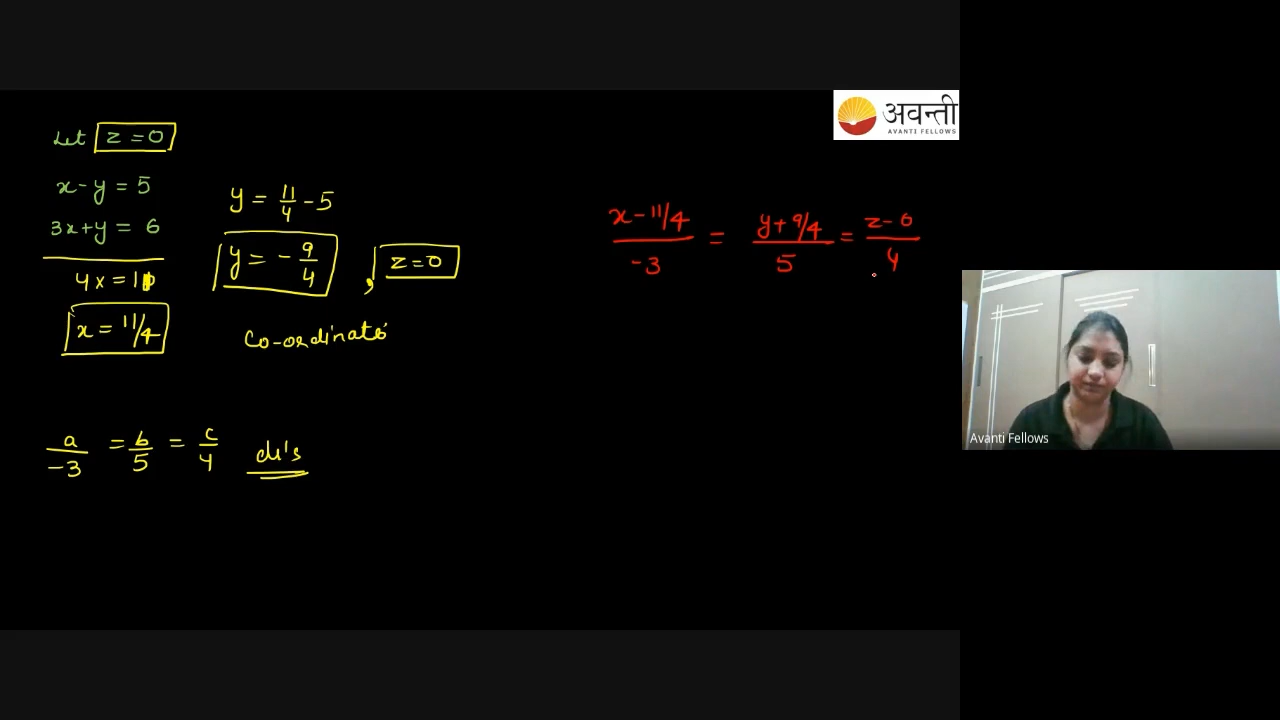 Let z = 0
x - y = 5
3x + y = 6
4x = 11
x = 11/4
y = 11/4 - 5
y = - 9/4 , z = 0
Co-ordinate
a/-3 = b/5 = c/4 dr's
अवन्ती
AVANTI FELLOWS
x - 11/4 / -3 = y + 9/4 / 5 = z - 0 / 4
Avanti Fellows